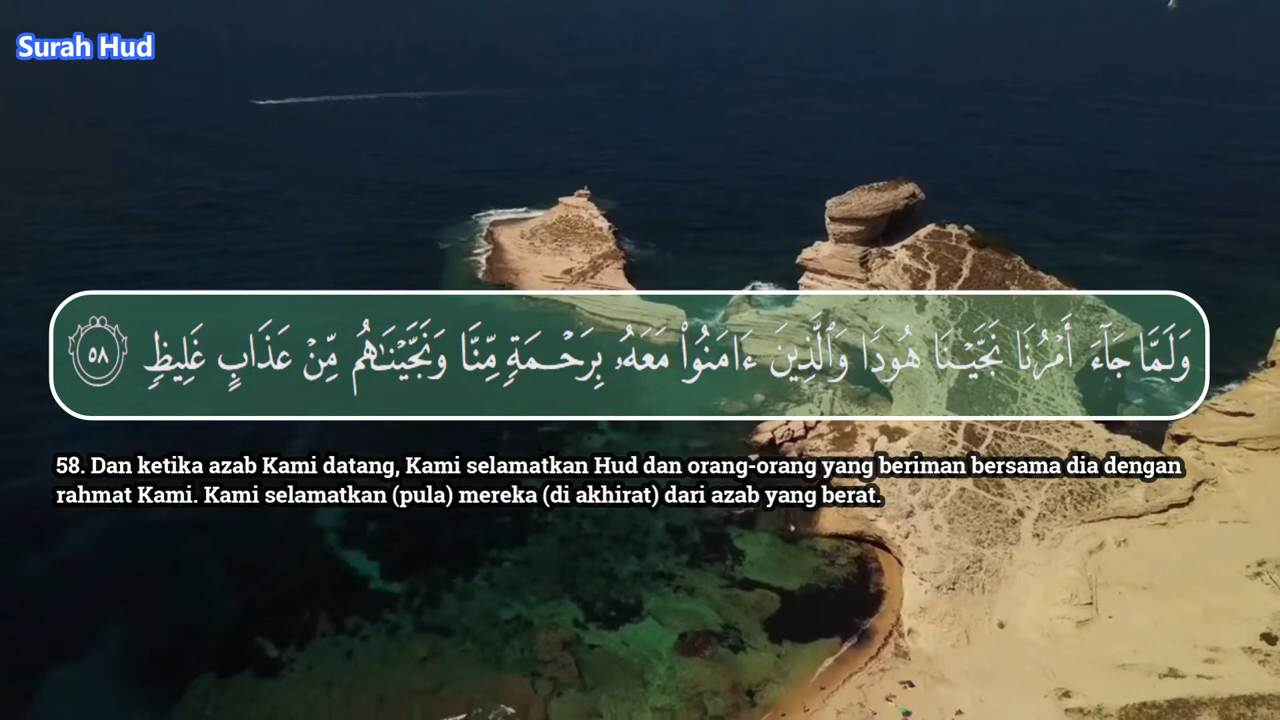 Surah Hud
وَلَمَّا جَآءَ أَمْرُنَا نَجَّيْنَا هُودًا وَٱلَّذِينَ ءَامَنُوا۟ مَعَهُۥ بِرَحْمَةٍ مِّنَّا وَنَجَّيْنَـٰهُم مِّنْ عَذَابٍ غَلِيظٍ ٥٨
58. Dan ketika azab Kami datang, Kami selamatkan Hud dan orang-orang yang beriman bersama dia dengan
rahmat Kami. Kami selamatkan (pula) mereka (di akhirat) dari azab yang berat.